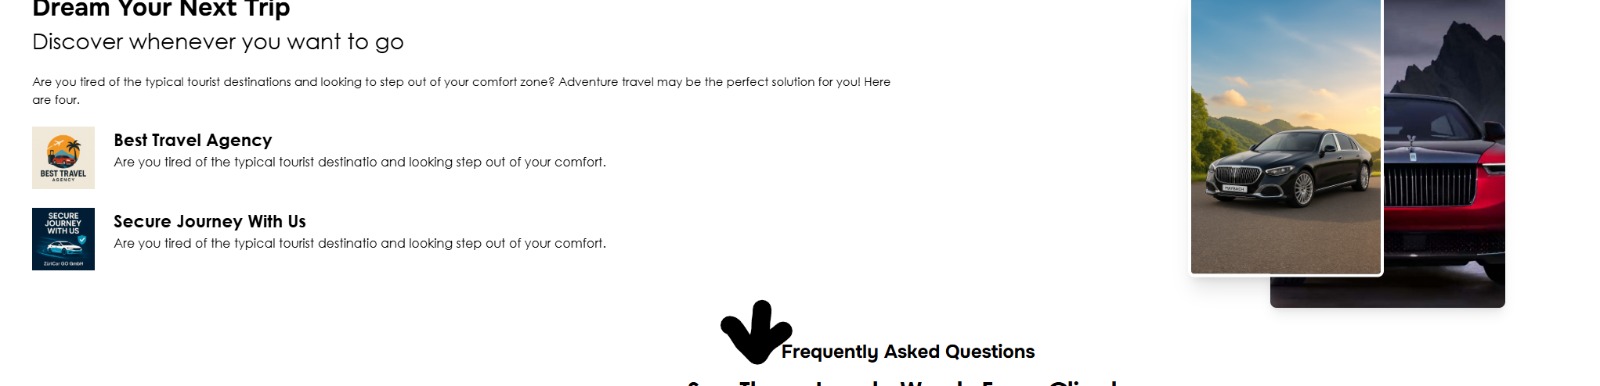 Dream Your Next Trip
Discover whenever you want to go
Are you tired of the typical tourist destinations and looking to step out of your comfort zone? Adventure travel may be the perfect solution for you! Here
are four.
BEST TRAVEL
AGENCY
Best Travel Agency
Are you tired of the typical tourist destinatio and looking step out of your comfort.
SECURE
JOURNEY
WITH US
Secure Journey With Us
Are you tired of the typical tourist destinatio and looking step out of your comfort.
MAYBACH
Frequently Asked Questions